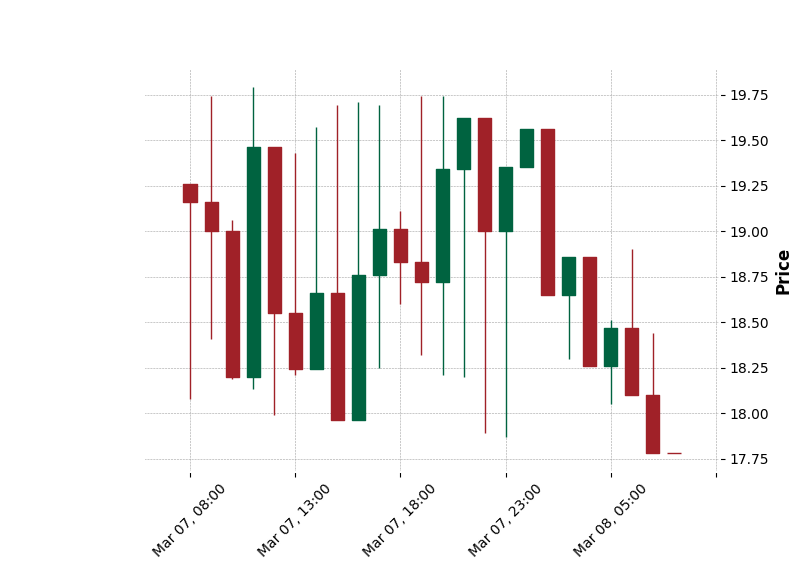 19.75
19.50
19.25
19.00
18.75
18.50
18.25
18.00
17.75
Price
Mar 07, 08:00
Mar 07, 13:00
Mar 07, 18:00
Mar 07, 23:00
Mar 08, 05:00